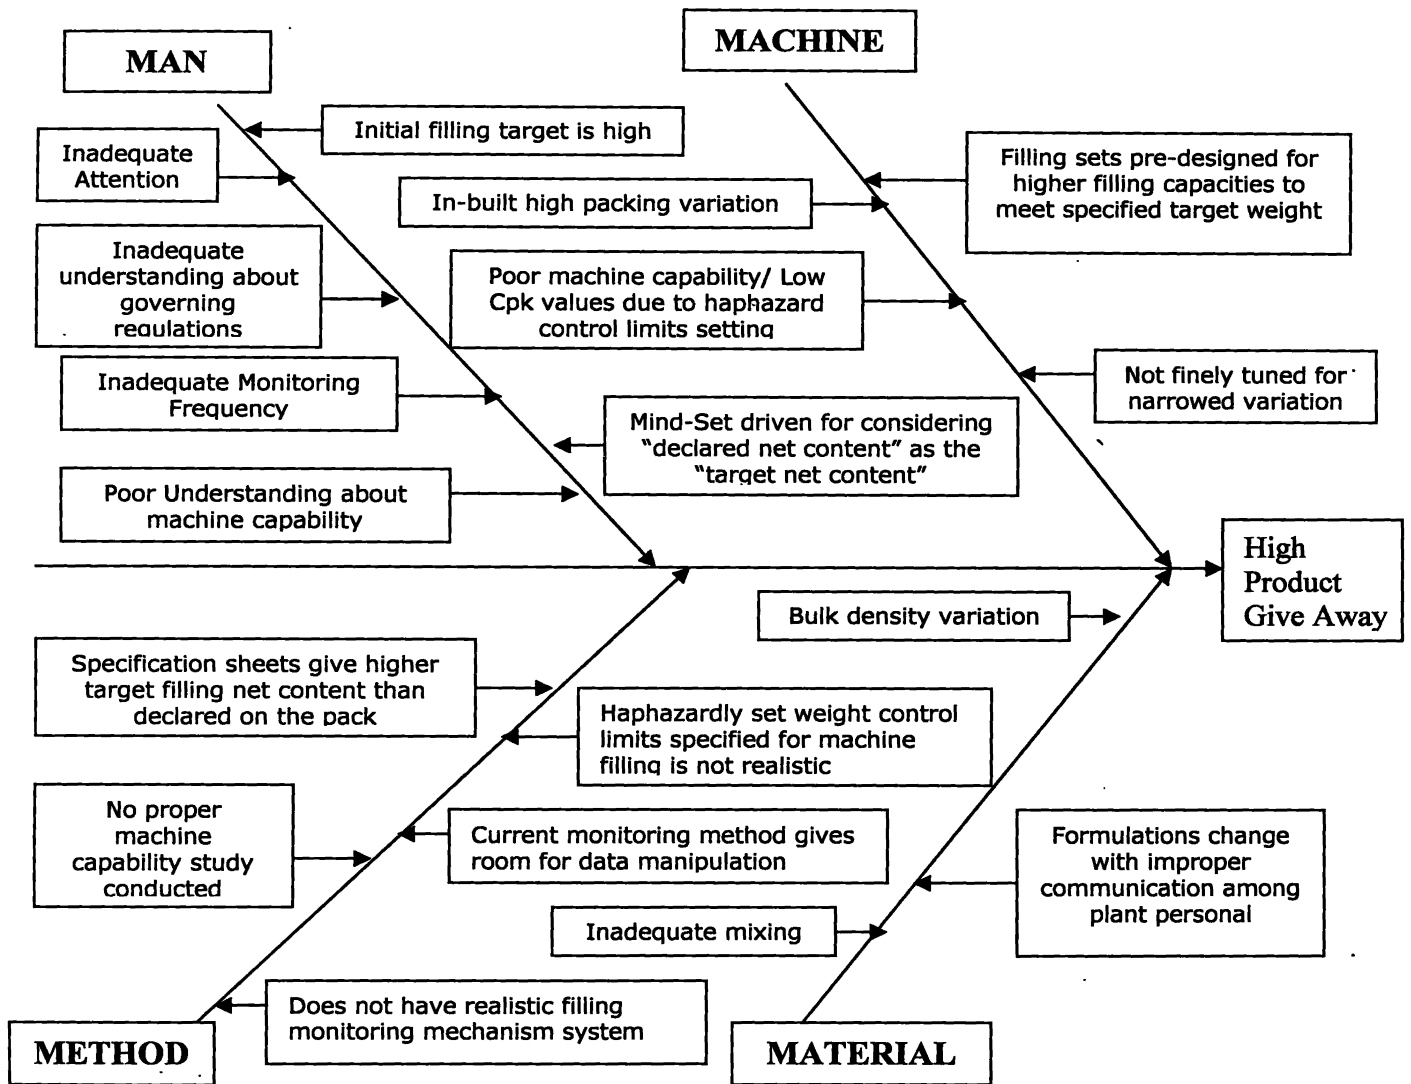 MAN
MACHINE
Initial filling target is high
Inadequate
Attention
Filling sets pre-designed for
higher filling capacities to
meet specified target weight
In-built high packing variation
Inadequate
understanding about
governing
regulations
Poor machine capability/ Low
Cpk values due to haphazard
control limits setting
Inadequate Monitoring
Frequency
Not finely tuned for
narrowed variation
Mind-Set driven for considering
“declared net content” as the
“target net content”
Poor Understanding about
machine capability
High
Product
Give Away
Bulk density variation
Specification sheets give higher
target filling net content than
declared on the pack
Haphazardly set weight control
limits specified for machine
filling is not realistic
No proper
machine
capability study
conducted
Current monitoring method gives
room for data manipulation
Formulations change
with improper
communication among
plant personal
Inadequate mixing
Does not have realistic filling
monitoring mechanism system
METHOD
MATERIAL